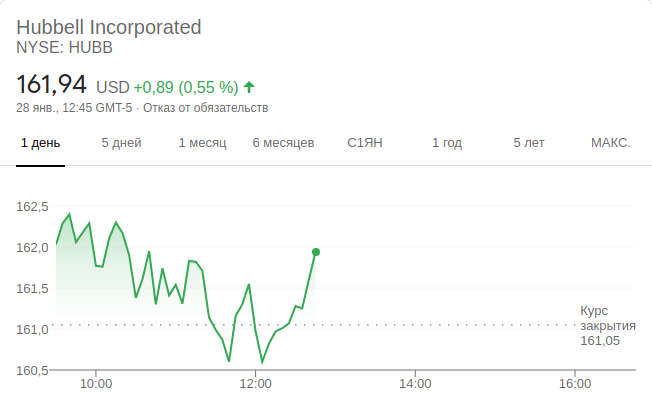 Hubbell Incorporated
NYSE: HUBB
161,94 USD +0,89 (0,55 %)
28 янв., 12:45 GMT-5 · Отказ от обязательств
1 день 5 дней 1 месяц 6 месяцев С1ЯН 1 год 5 лет МАКС.
162,5
162,0
161,5
161,0
160,5
Курс
закрытия
161,05
10:00 12:00 14:00 16:00